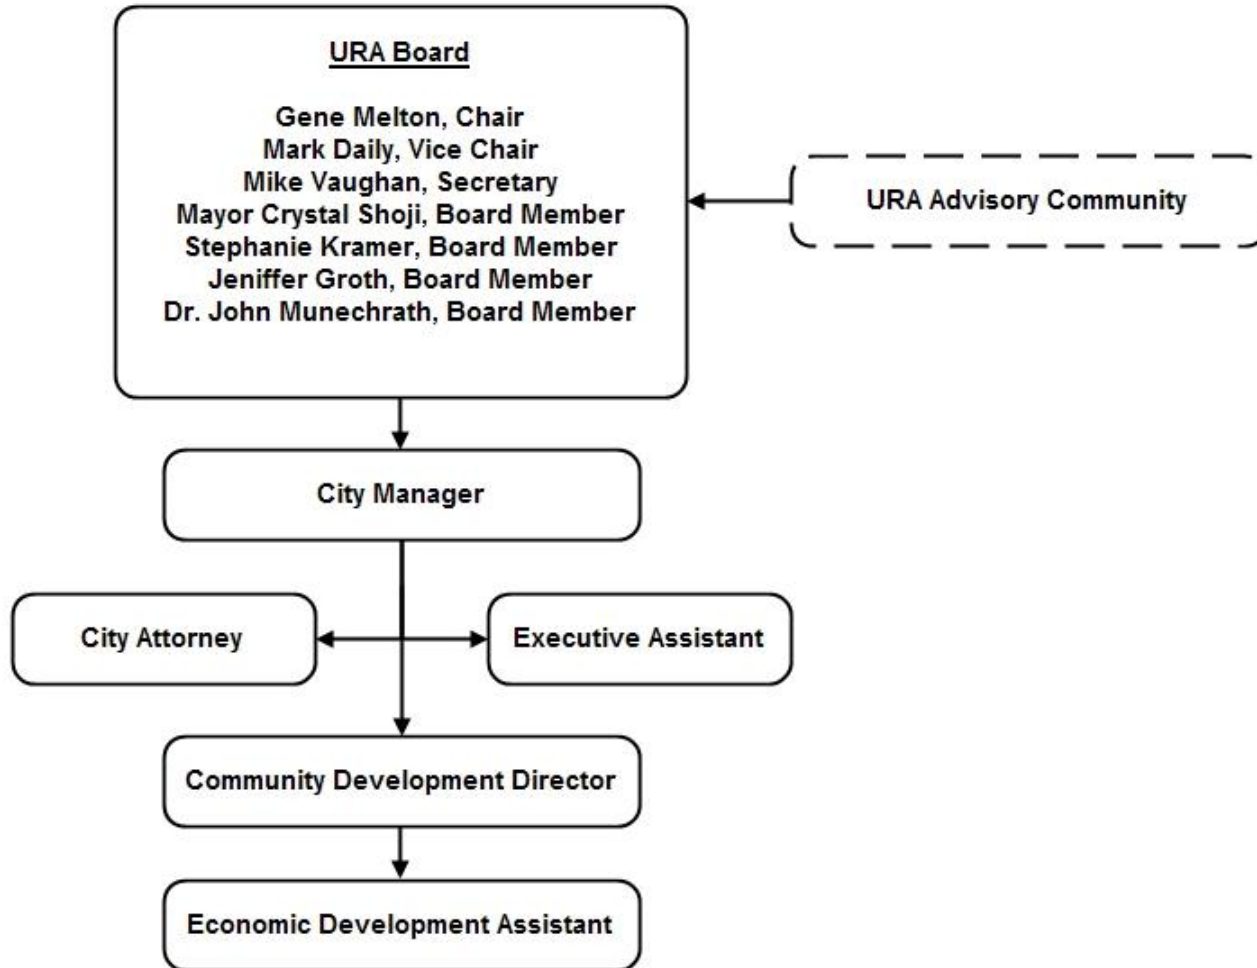 URA Board
Gene Melton, Chair
Mark Daily, Vice Chair
Mike Vaughan, Secretary
Mayor Crystal Shoji, Board Member
Stephanie Kramer, Board Member
Jeniffer Groth, Board Member
Dr. John Munechrath, Board Member
URA Advisory Community
City Manager
City Attorney
Executive Assistant
Community Development Director
Economic Development Assistant